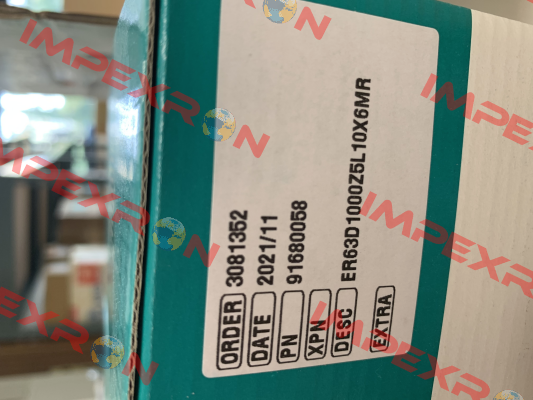 ORDER 3081352
DATE 2021/11
PN 91680058
XPN
DESC ER63D1000Z5L10X6MR
EXTRA
IMPEXRON
IMPEXRON
IMPEXRON
IMPEXRON
IMPEXRON
IMPEXRON